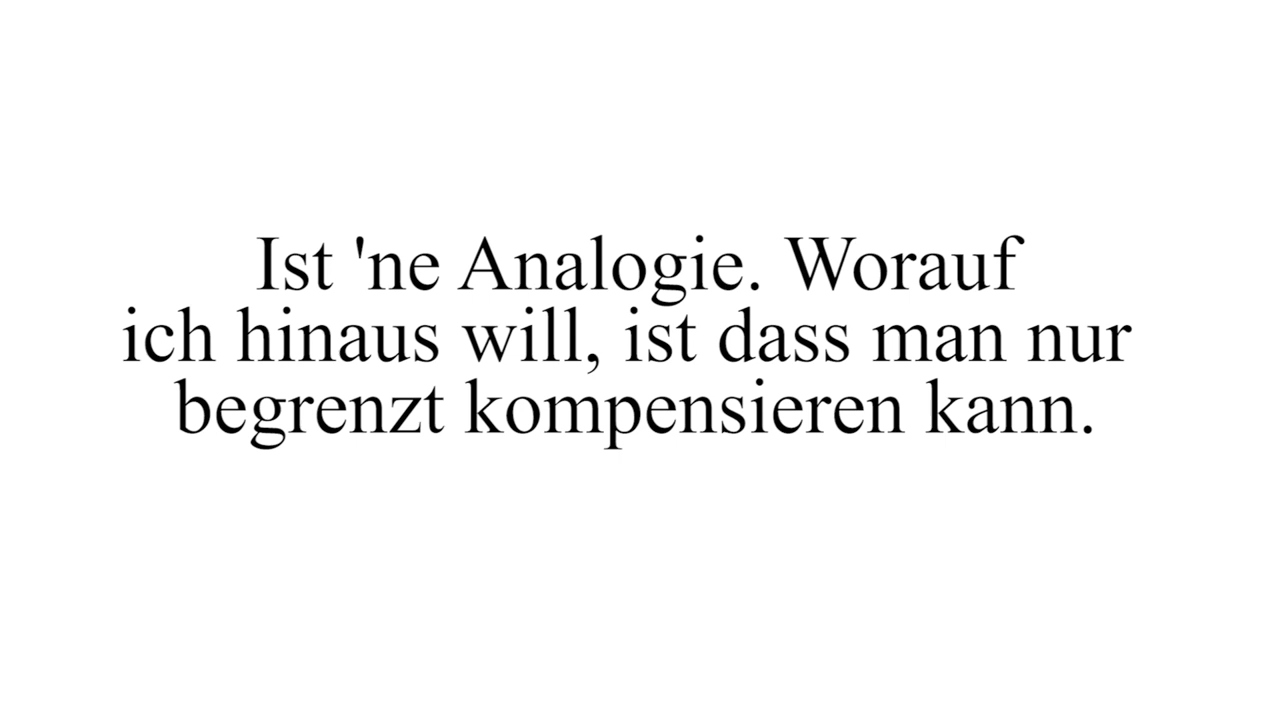 Ist 'ne Analogie. Worauf
ich hinaus will, ist dass man nur
begrenzt kompensieren kann.